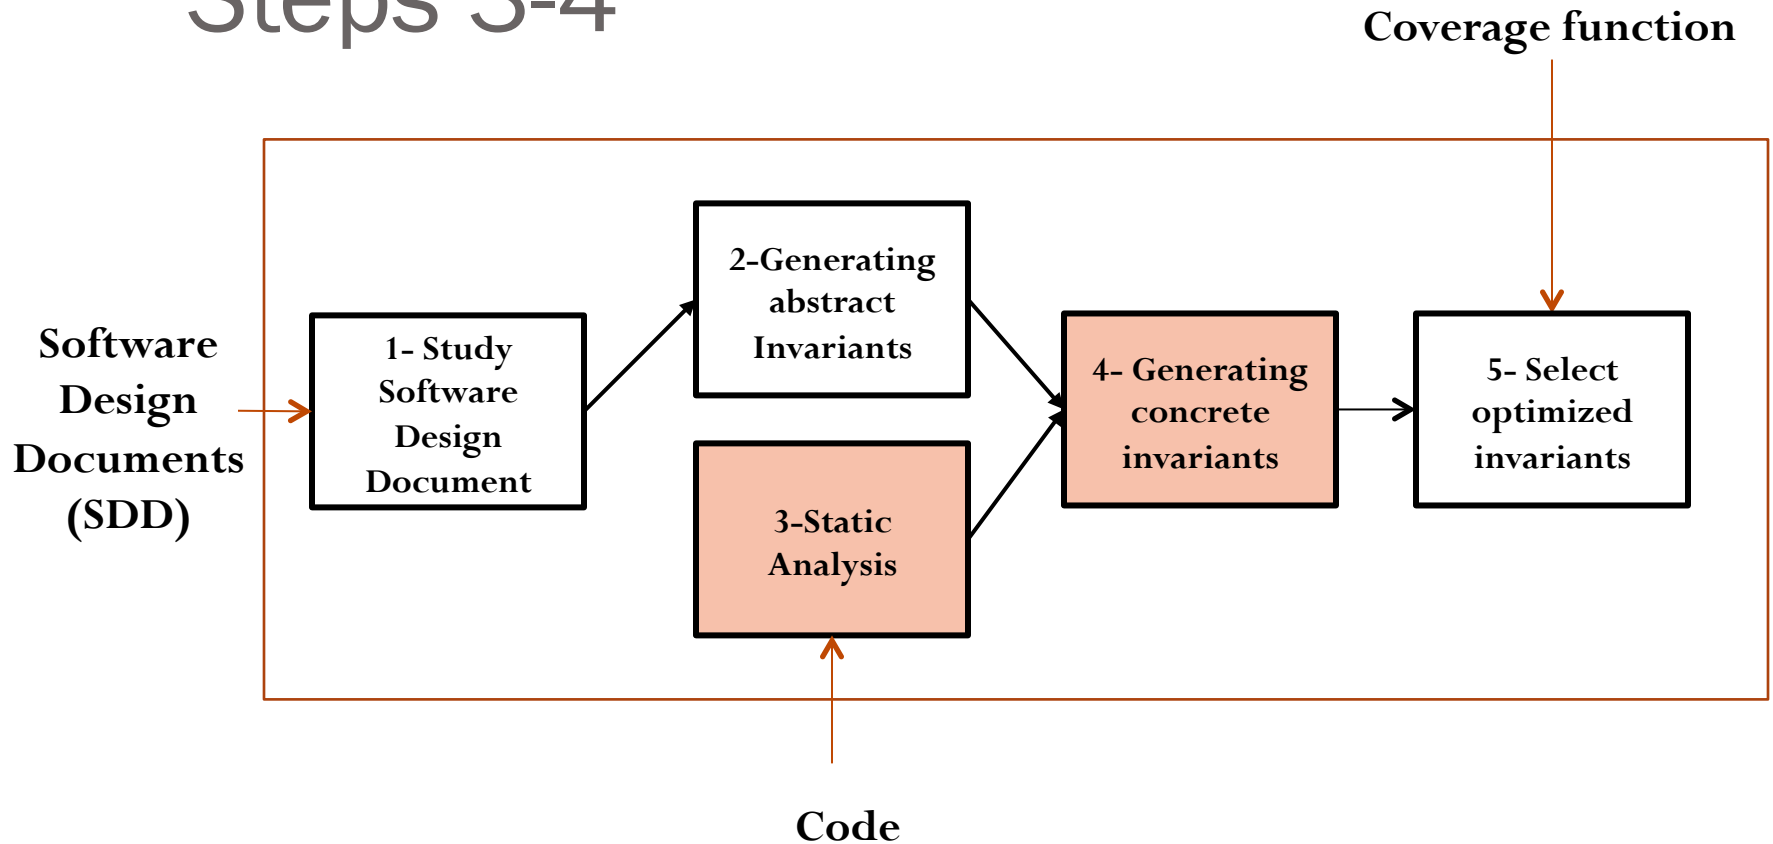 Steps 3-4
Coverage function
Software
Design
Documents
(SDD)
1- Study
Software
Design
Document
2-Generating
abstract
Invariants
3-Static
Analysis
4- Generating
concrete
invariants
5- Select
optimized
invariants
Code